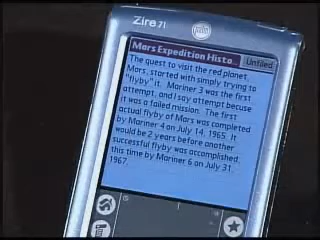 Zire 71
palm
Mars Expedition Histo..
Unfiled
The quest to visit the red planet,
Mars, started with simply trying to
"flyby" it. Mariner 3 was the first
attempt, and I say attempt becuse
it was a failed mission. The first
actual flyby of Mars was completed
by Mariner 4 on July 14, 1965. It
would be 2 years before another
successful flyby was accomplished,
this time by Mariner 6 on July 31,
1967.